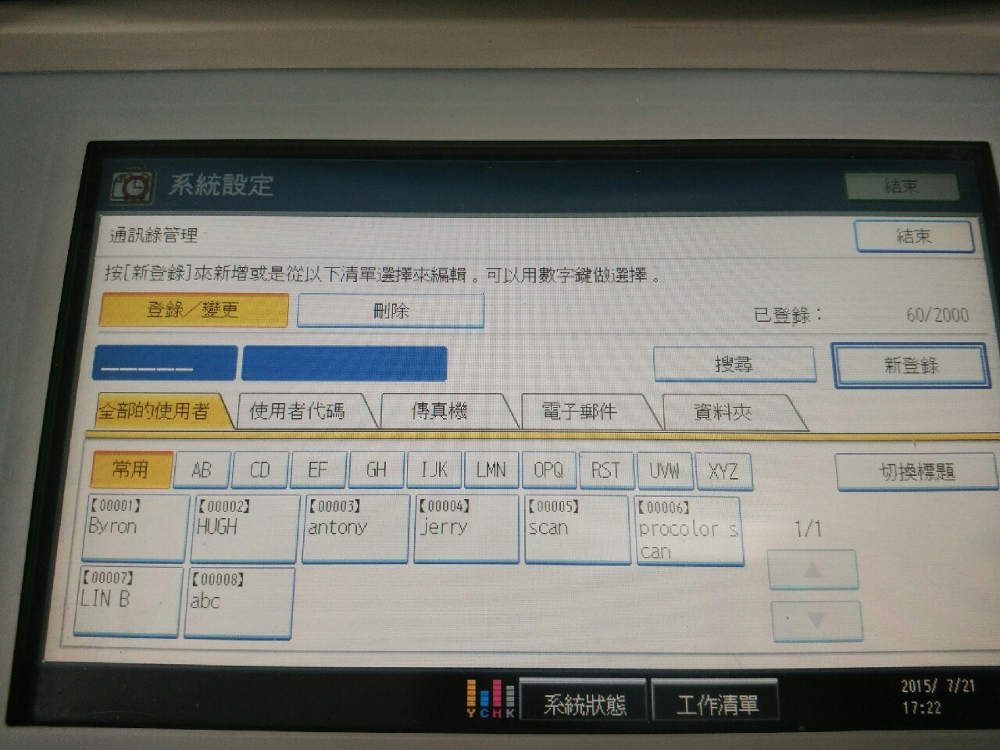 系統設定
結束
通訊錄管理
結束
按[新登錄]來新增或是從以下清單選擇來編輯。可以用數字鍵做選擇。
登錄／變更
刪除
已登錄：
60/2000
_____
搜尋
新登錄
全部的使用者
使用者代碼
傳真機
電子郵件
資料夾
常用
AB
CD
EF
GH
IJK
LMN
OPQ
RST
UVW
XYZ
切換標題
【00001】
Byron
【00002】
HUGH
【00003】
antony
【00004】
jerry
【00005】
scan
【00006】
procolor s
can
1/1
【00007】
LIN B
【00008】
abc
YCMK
系統狀態
工作清單
2015/ 7/21
17:22